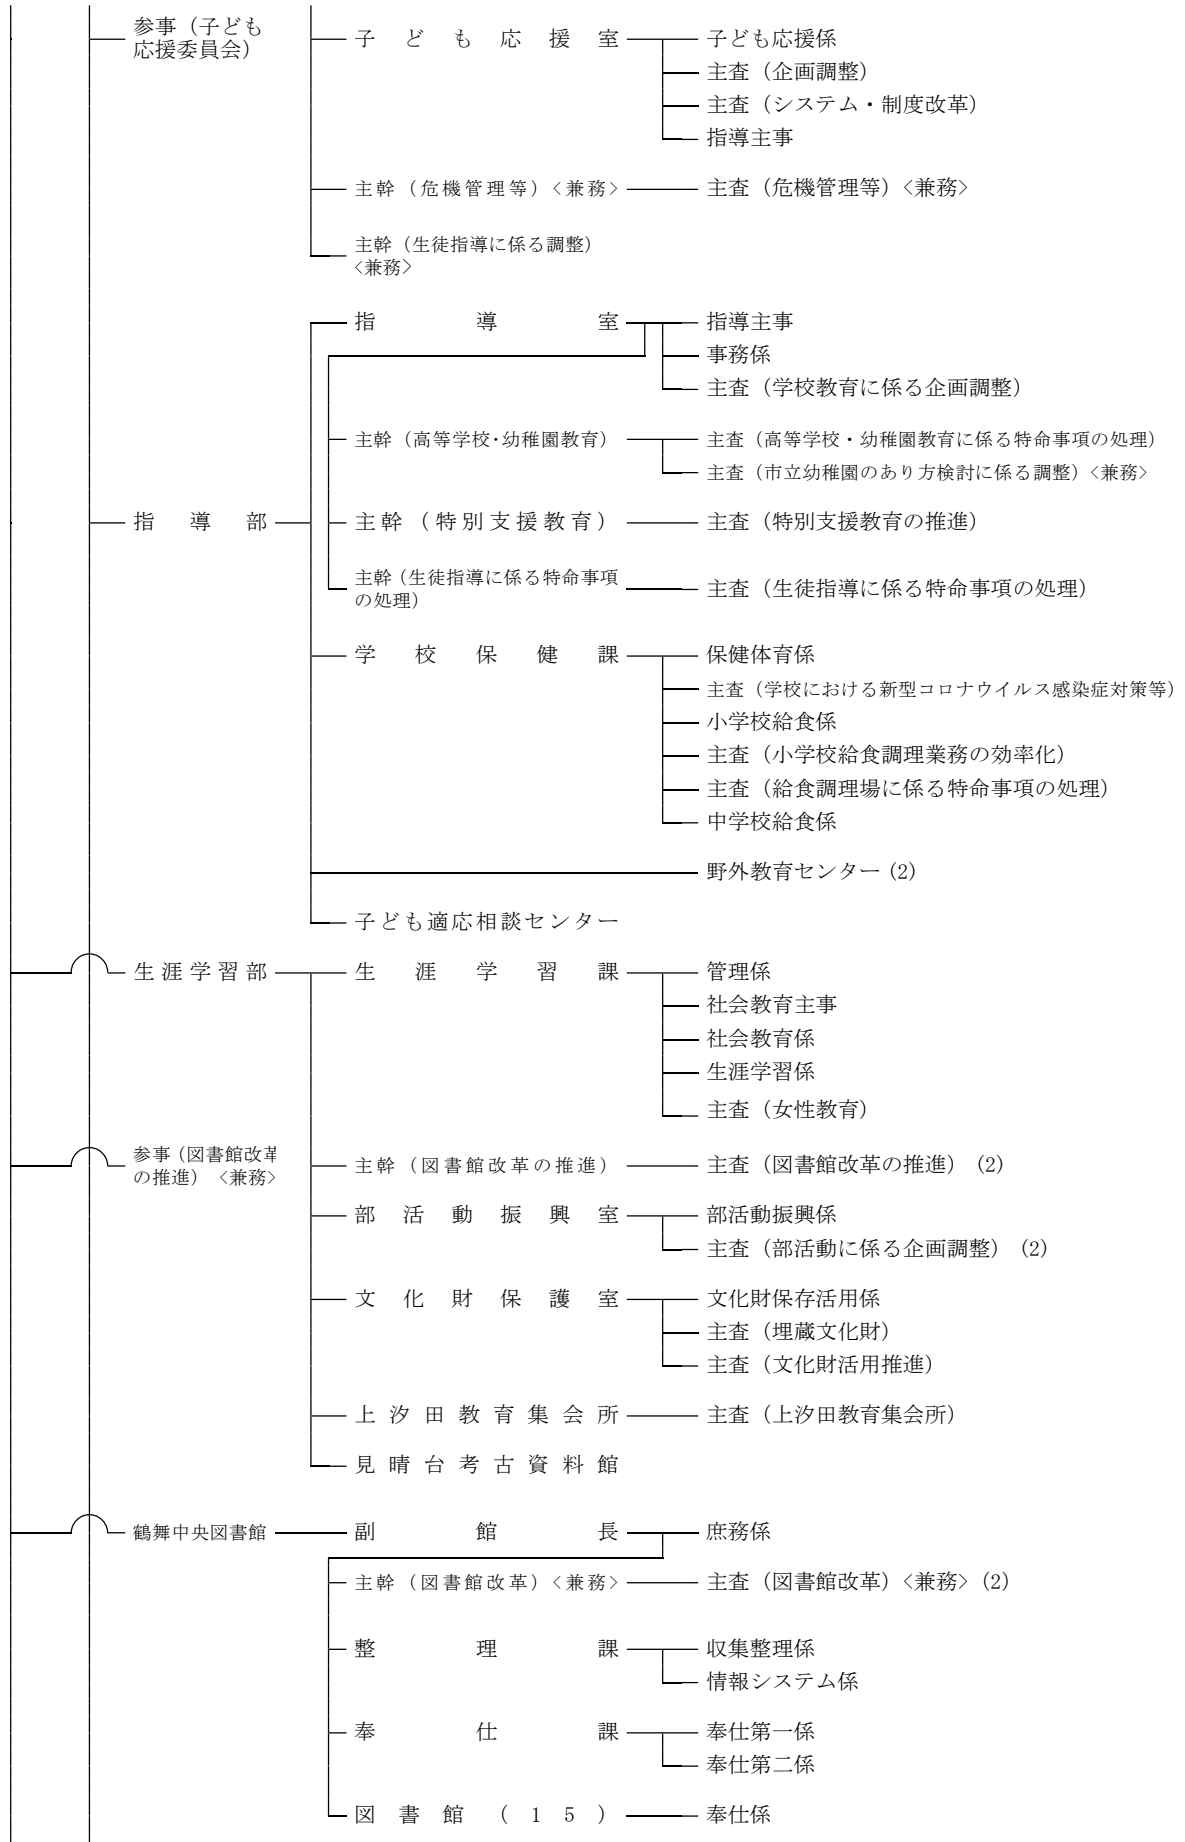 参事（子ども
応援委員会）
子ども応援室
子ども応援係
主査（企画調整）
主査（システム・制度改革）
指導主事
主幹（危機管理等）<兼務>
主査（危機管理等）<兼務>
主幹（生徒指導に係る調整）
<兼務>
指導室
指導主事
事務係
主査（学校教育に係る企画調整）
主幹（高等学校・幼稚園教育）
主査（高等学校・幼稚園教育に係る特命事項の処理）
主査（市立幼稚園のあり方検討に係る調整）<兼務>
指導部
主幹（特別支援教育）
主査（特別支援教育の推進）
主幹（生徒指導に係る特命事項
の処理）
主査（生徒指導に係る特命事項の処理）
学校保健課
保健体育係
主査（学校における新型コロナウイルス感染症対策等）
小学校給食係
主査（小学校給食調理業務の効率化）
主査（給食調理場に係る特命事項の処理）
中学校給食係
野外教育センター (2)
子ども適応相談センター
生涯学習部
生涯学習課
管理係
社会教育主事
社会教育係
生涯学習係
主査（女性教育）
参事（図書館改革
の推進）<兼務>
主幹（図書館改革の推進）
主査（図書館改革の推進）(2)
部活動振興室
部活動振興係
主査（部活動に係る企画調整）(2)
文化財保護室
文化財保存活用係
主査（埋蔵文化財）
主査（文化財活用推進）
上汐田教育集会所
主査（上汐田教育集会所）
見晴台考古資料館
鶴舞中央図書館
副館長
庶務係
主幹（図書館改革）<兼務>
主査（図書館改革）<兼務> (2)
整理課
収集整理係
情報システム係
奉仕課
奉仕第一係
奉仕第二係
図書館（15）
奉仕係